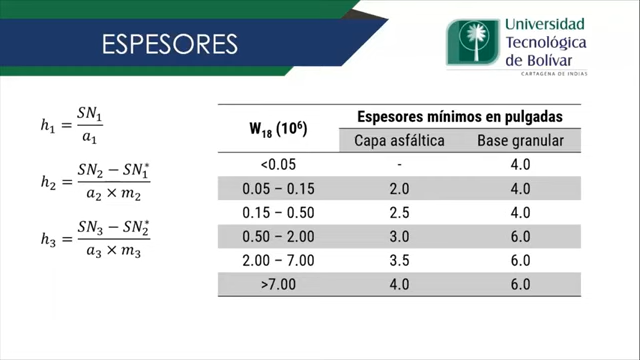 ESPESORES
Universidad
Tecnológica
de Bolívar
CARTAGENA DE INDIAS
h₁ = SN₁ / a₁
h₂ = (SN₂ − SN₁*) / (a₂ × m₂)
h₃ = (SN₃ − SN₂*) / (a₃ × m₃)
W₁₈ (10⁶) Espesores mínimos en pulgadas
Capa asfáltica Base granular
<0.05 - 4.0
0.05 – 0.15 2.0 4.0
0.15 – 0.50 2.5 4.0
0.50 – 2.00 3.0 6.0
2.00 – 7.00 3.5 6.0
>7.00 4.0 6.0